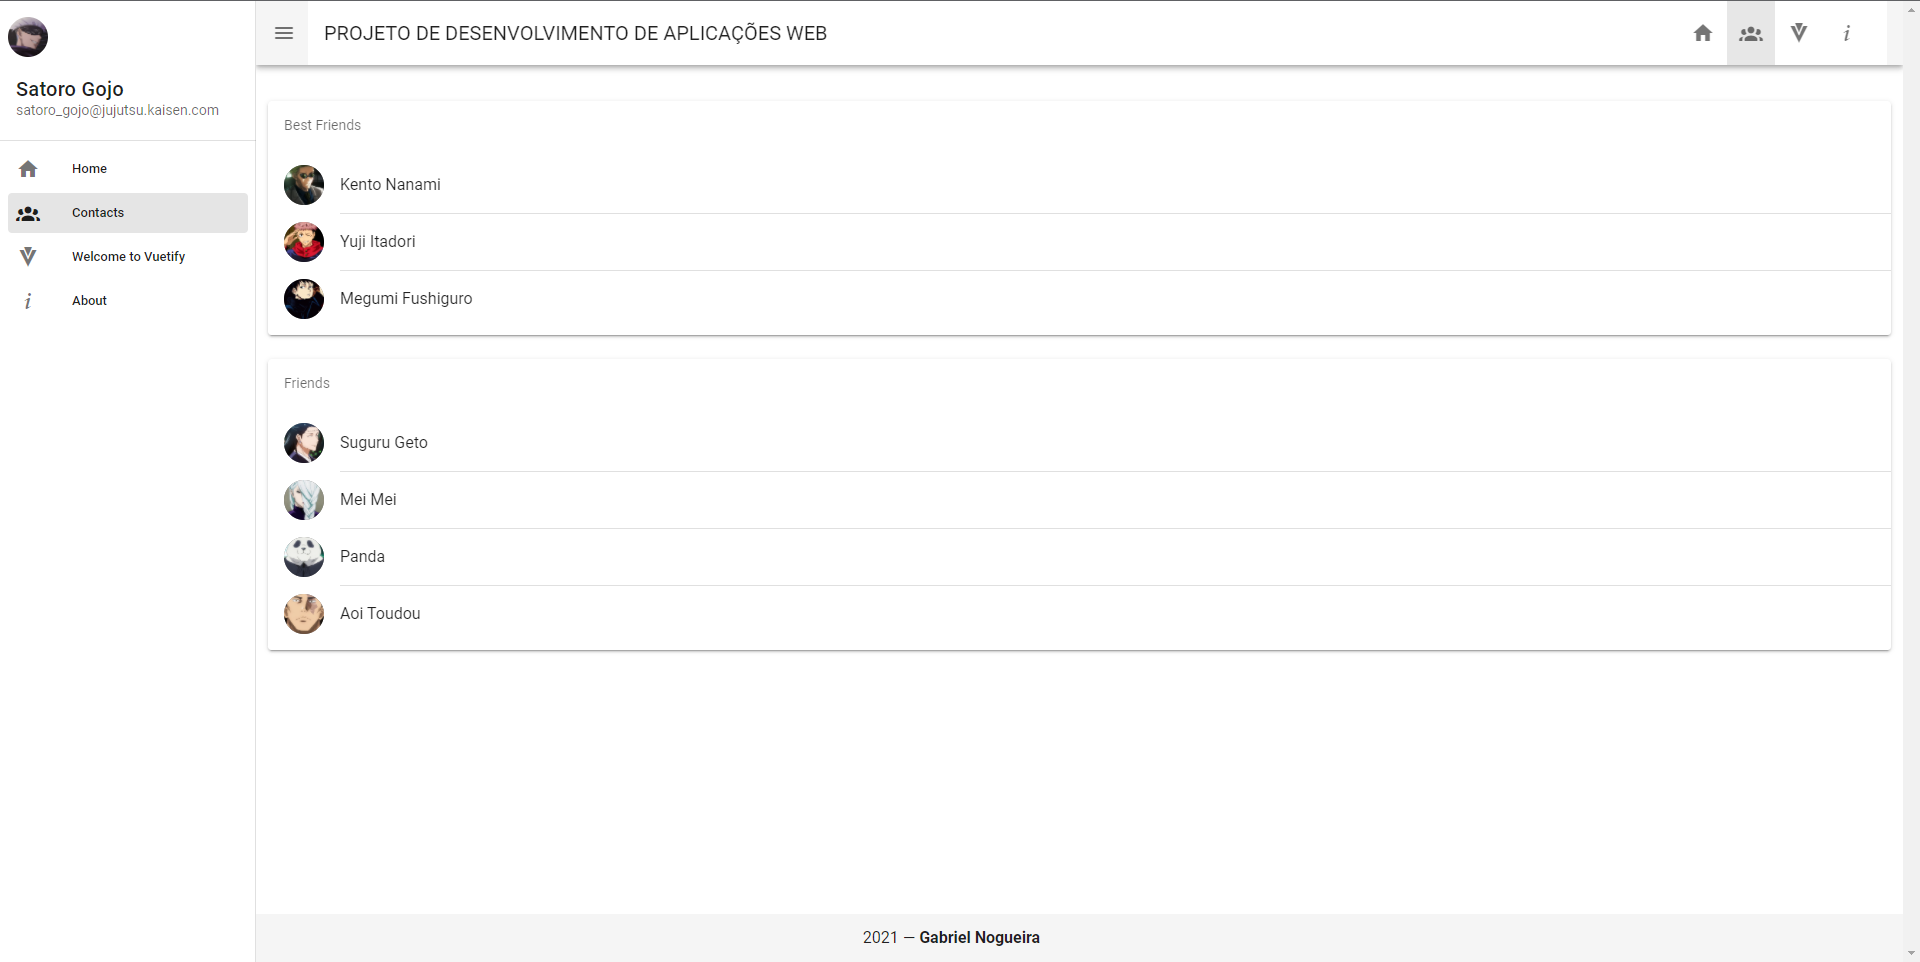 Satoro Gojo
satoro_gojo@jujutsu.kaisen.com
Home
Contacts
Welcome to Vuetify
About
PROJETO DE DESENVOLVIMENTO DE APLICAÇÕES WEB
Best Friends
Kento Nanami
Yuji Itadori
Megumi Fushiguro
Friends
Suguru Geto
Mei Mei
Panda
Aoi Toudou
2021 — Gabriel Nogueira